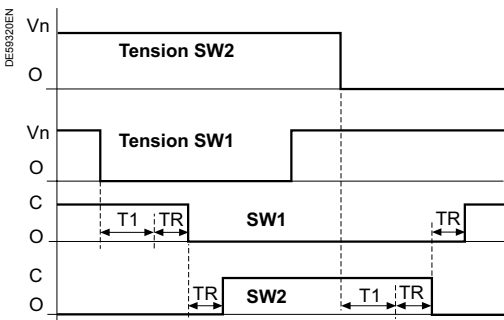 DE59320EN
Vn
Tension SW2
O
Vn
Tension SW1
O
C
T1 TR SW1 TR
O
C
TR SW2 T1 TR
O